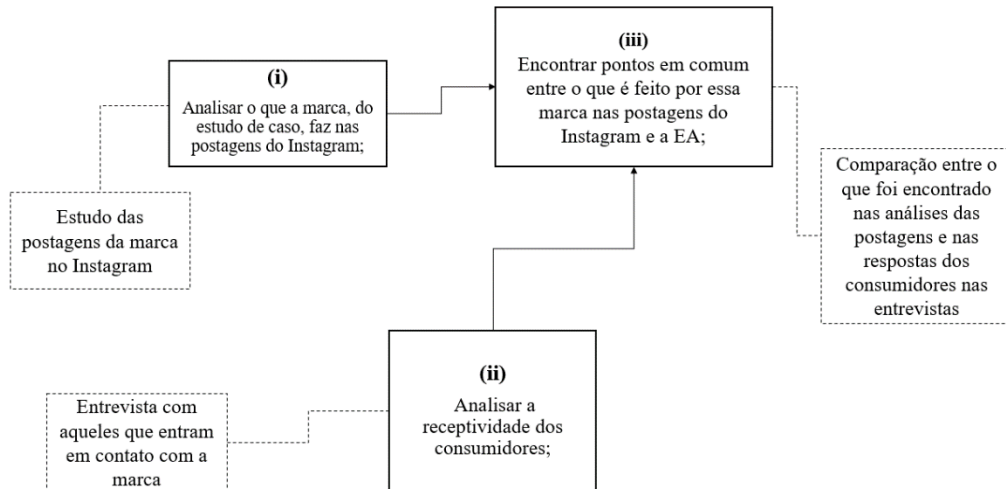 (i)
Analisar o que a marca, do
estudo de caso, faz nas
postagens do Instagram;
(iii)
Encontrar pontos em comum
entre o que é feito por essa
marca nas postagens do
Instagram e a EA;
Estudo das
postagens da marca
no Instagram
Comparação entre o
que foi encontrado
nas análises das
postagens e nas
respostas dos
consumidores nas
entrevistas
(ii)
Analisar a
receptividade dos
consumidores;
Entrevista com
aqueles que entram
em contato com a
marca